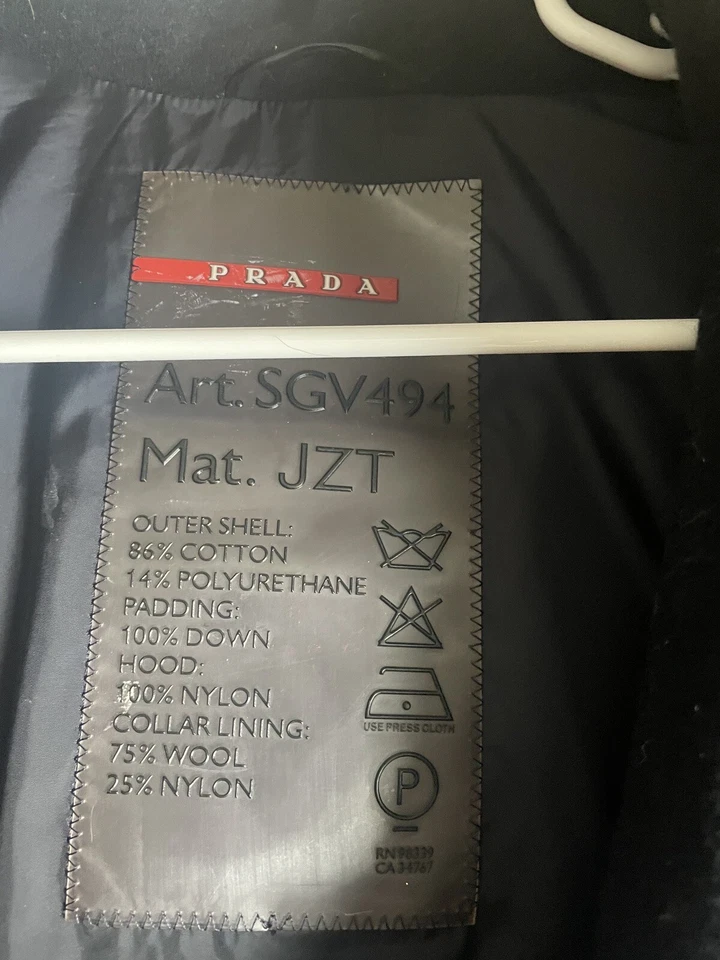 PRADA
Art. SGV494
Mat. JZT
OUTER SHELL:
86% COTTON
14% POLYURETHANE
PADDING:
100% DOWN
HOOD:
100% NYLON
COLLAR LINING:
75% WOOL
25% NYLON
USE PRESS CLOTH
P
RN 98339
CA 34767